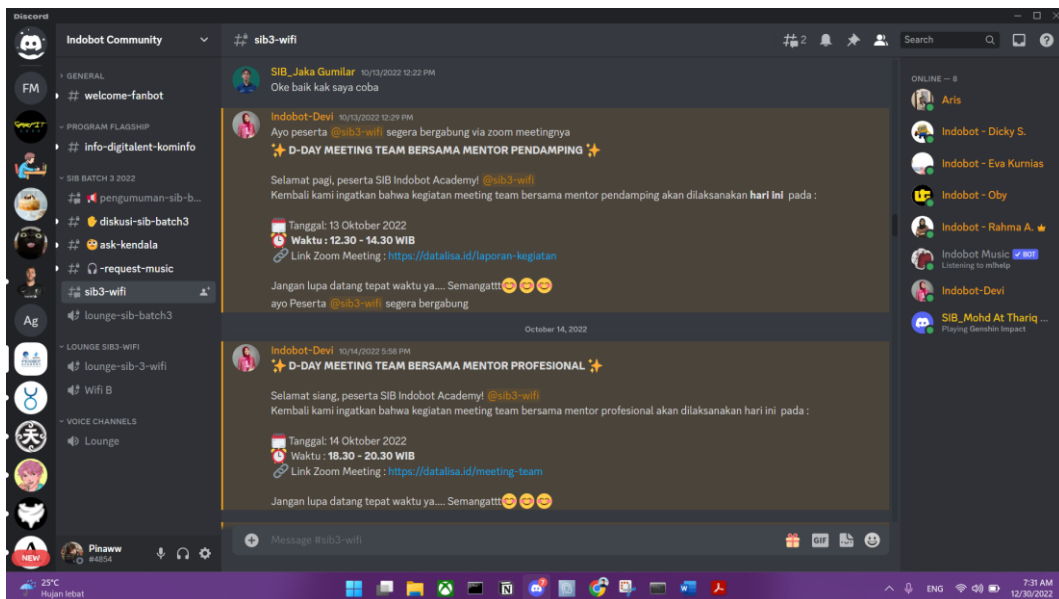 Discord
Indobot Community
sib3-wifi
2
Search
FM
Ag
NEW
GENERAL
welcome-fanbot
PROGRAM FLAGSHIP
info-digitalent-kominfo
SIB BATCH 3 2022
pengumuman-sib-b...
diskusi-sib-batch3
ask-kendala
-request-music
sib3-wifi
lounge-sib-batch3
LOUNGE SIB3-WIFI
lounge-sib-3-wifi
Wifi B
VOICE CHANNELS
Lounge
Pinaww
#4854
SIB_Jaka Gumilar 10/13/2022 12:22 PM
Oke baik kak saya coba
Indobot-Devi 10/13/2022 12:29 PM
Ayo peserta @sib3-wifi segera bergabung via zoom meetingnya
✨ D-DAY MEETING TEAM BERSAMA MENTOR PENDAMPING ✨
Selamat pagi, peserta SIB Indobot Academy! @sib3-wifi
Kembali kami ingatkan bahwa kegiatan meeting team bersama mentor pendamping akan dilaksanakan hari ini pada :
Tanggal: 13 Oktober 2022
Waktu : 12.30 - 14.30 WIB
Link Zoom Meeting : https://datalisa.id/laporan-kegiatan
Jangan lupa datang tepat waktu ya.... Semangattt😊😊😊
ayo Peserta @sib3-wifi segera bergabung
October 14, 2022
Indobot-Devi 10/14/2022 5:58 PM
✨ D-DAY MEETING TEAM BERSAMA MENTOR PROFESIONAL ✨
Selamat siang, peserta SIB Indobot Academy! @sib3-wifi
Kembali kami ingatkan bahwa kegiatan meeting team bersama mentor profesional akan dilaksanakan hari ini pada :
Tanggal: 14 Oktober 2022
Waktu : 18.30 - 20.30 WIB
Link Zoom Meeting : https://datalisa.id/meeting-team
Jangan lupa datang tepat waktu ya.... Semangattt😊😊😊
Message #sib3-wifi
GIF
ONLINE — 8
Aris
Indobot - Dicky S.
Indobot - Eva Kurnias
Indobot - Oby
Indobot - Rahma A.
Indobot Music ✓ BOT
Listening to m!help
Indobot-Devi
SIB_Mohd At Thariq ...
Playing Genshin Impact
25°C
Hujan lebat
ENG
7:31 AM
12/30/2022